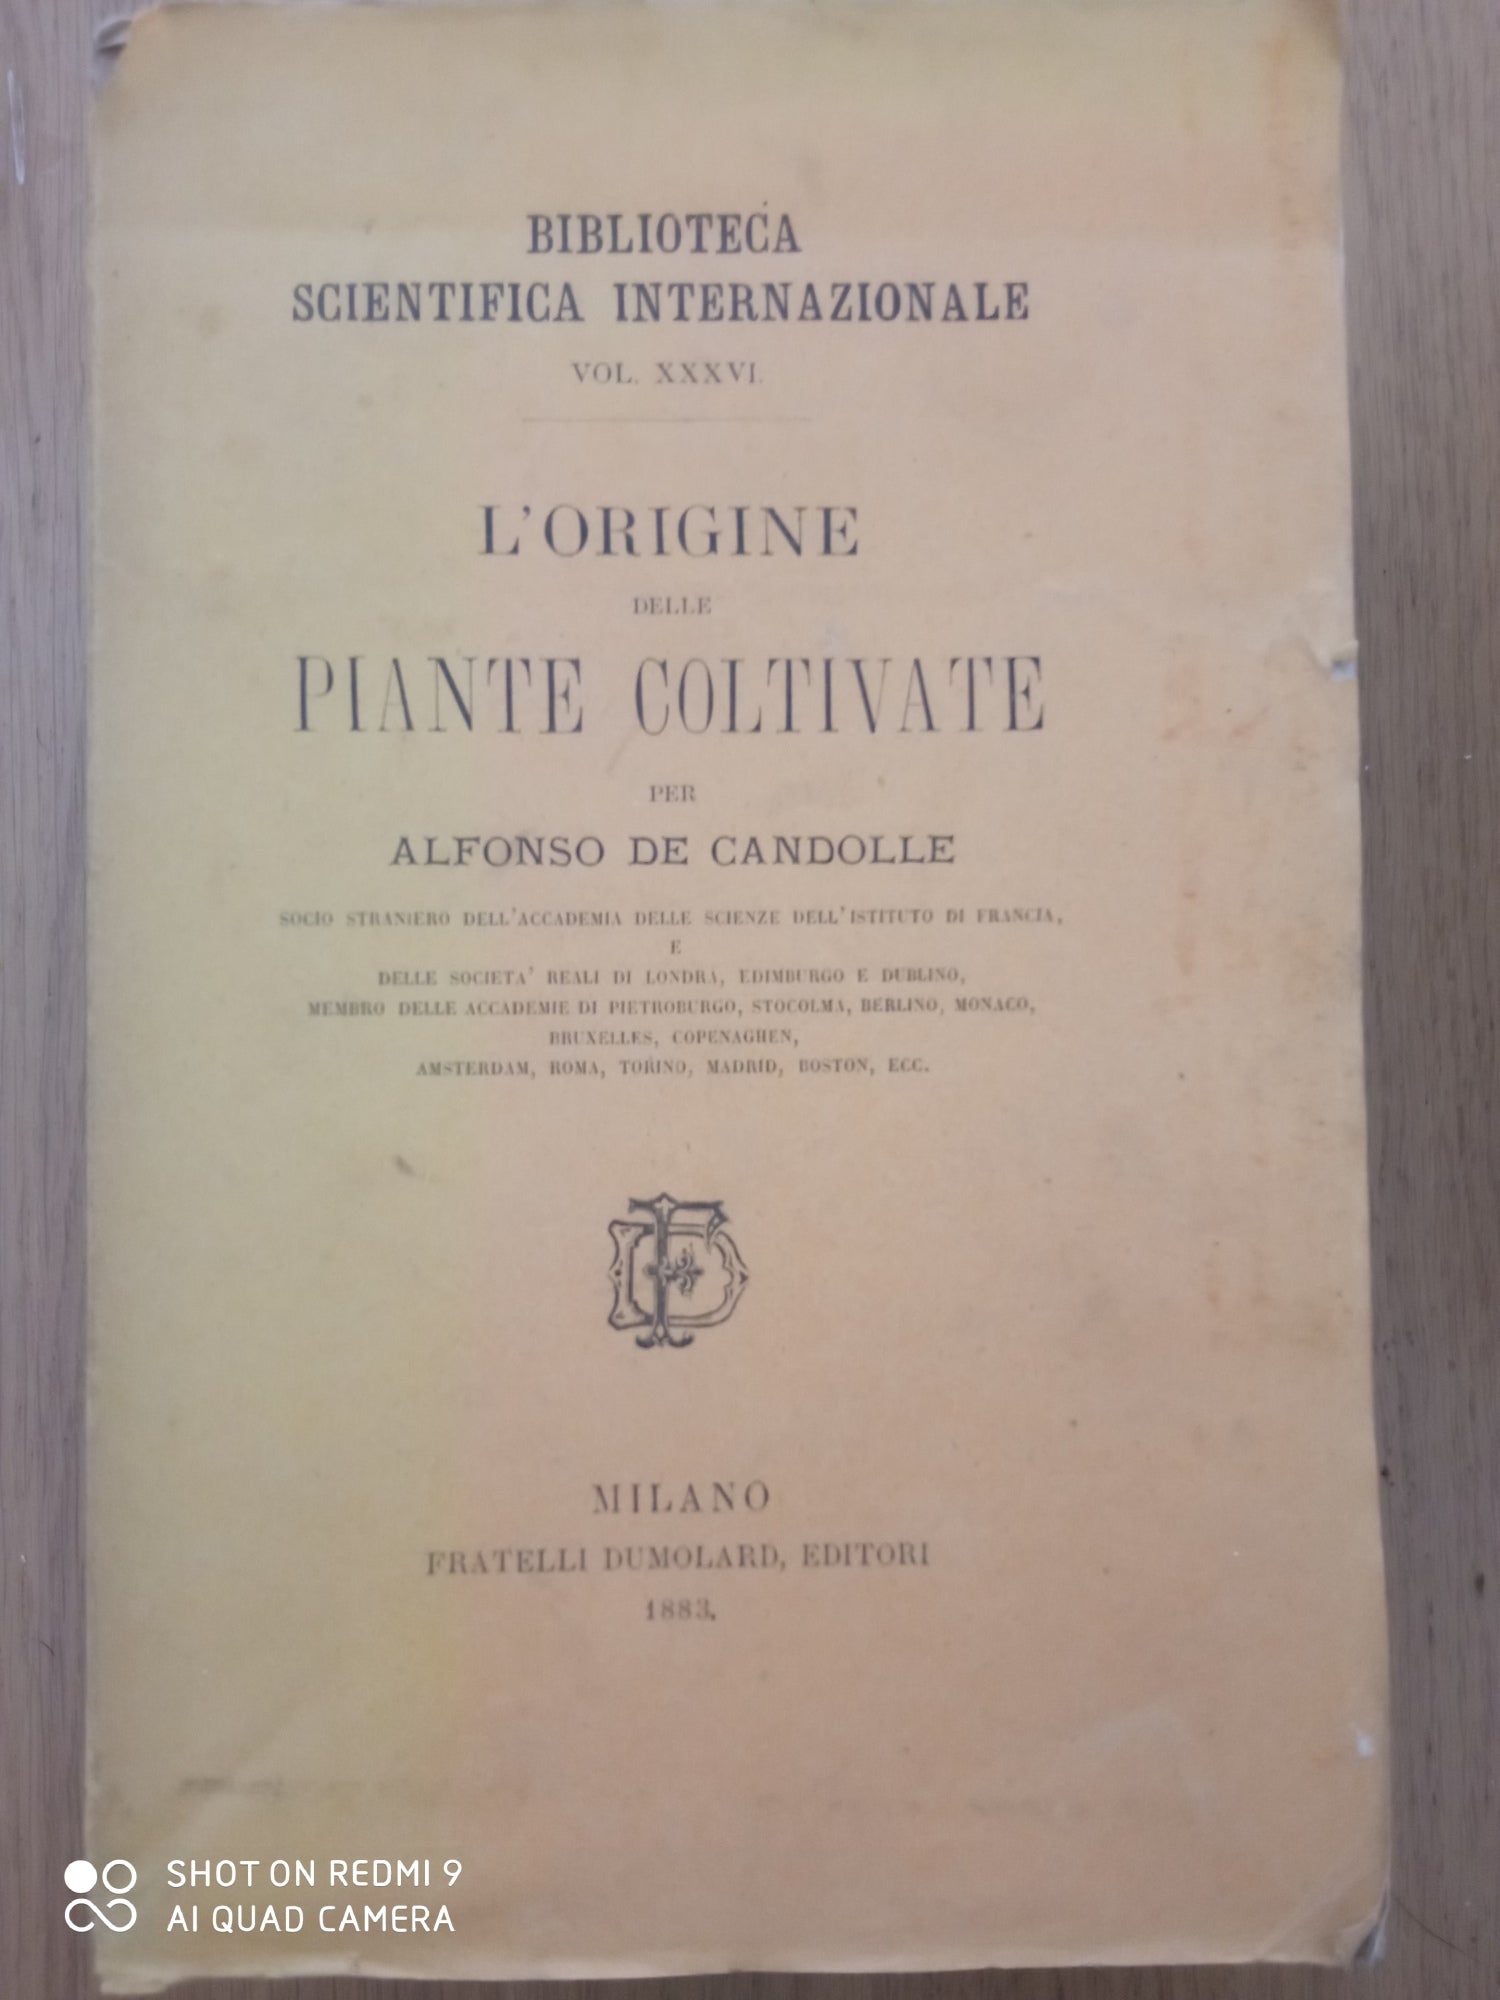 BIBLIOTECA
SCIENTIFICA INTERNAZIONALE
VOL. XXXVI.
L'ORIGINE
DELLE
PIANTE COLTIVATE
PER
ALFONSO DE CANDOLLE
SOCIO STRANIERO DELL'ACCADEMIA DELLE SCIENZE DELL'ISTITUTO DI FRANCIA,
E
DELLE SOCIETA' REALI DI LONDRA, EDIMBURGO E DUBLINO,
MEMBRO DELLE ACCADEMIE DI PIETROBURGO, STOCOLMA, BERLINO, MONACO,
BRUXELLES, COPENAGHEN,
AMSTERDAM, ROMA, TORINO, MADRID, BOSTON, ECC.
FD
MILANO
FRATELLI DUMOLARD, EDITORI
1883.
SHOT ON REDMI 9
AI QUAD CAMERA